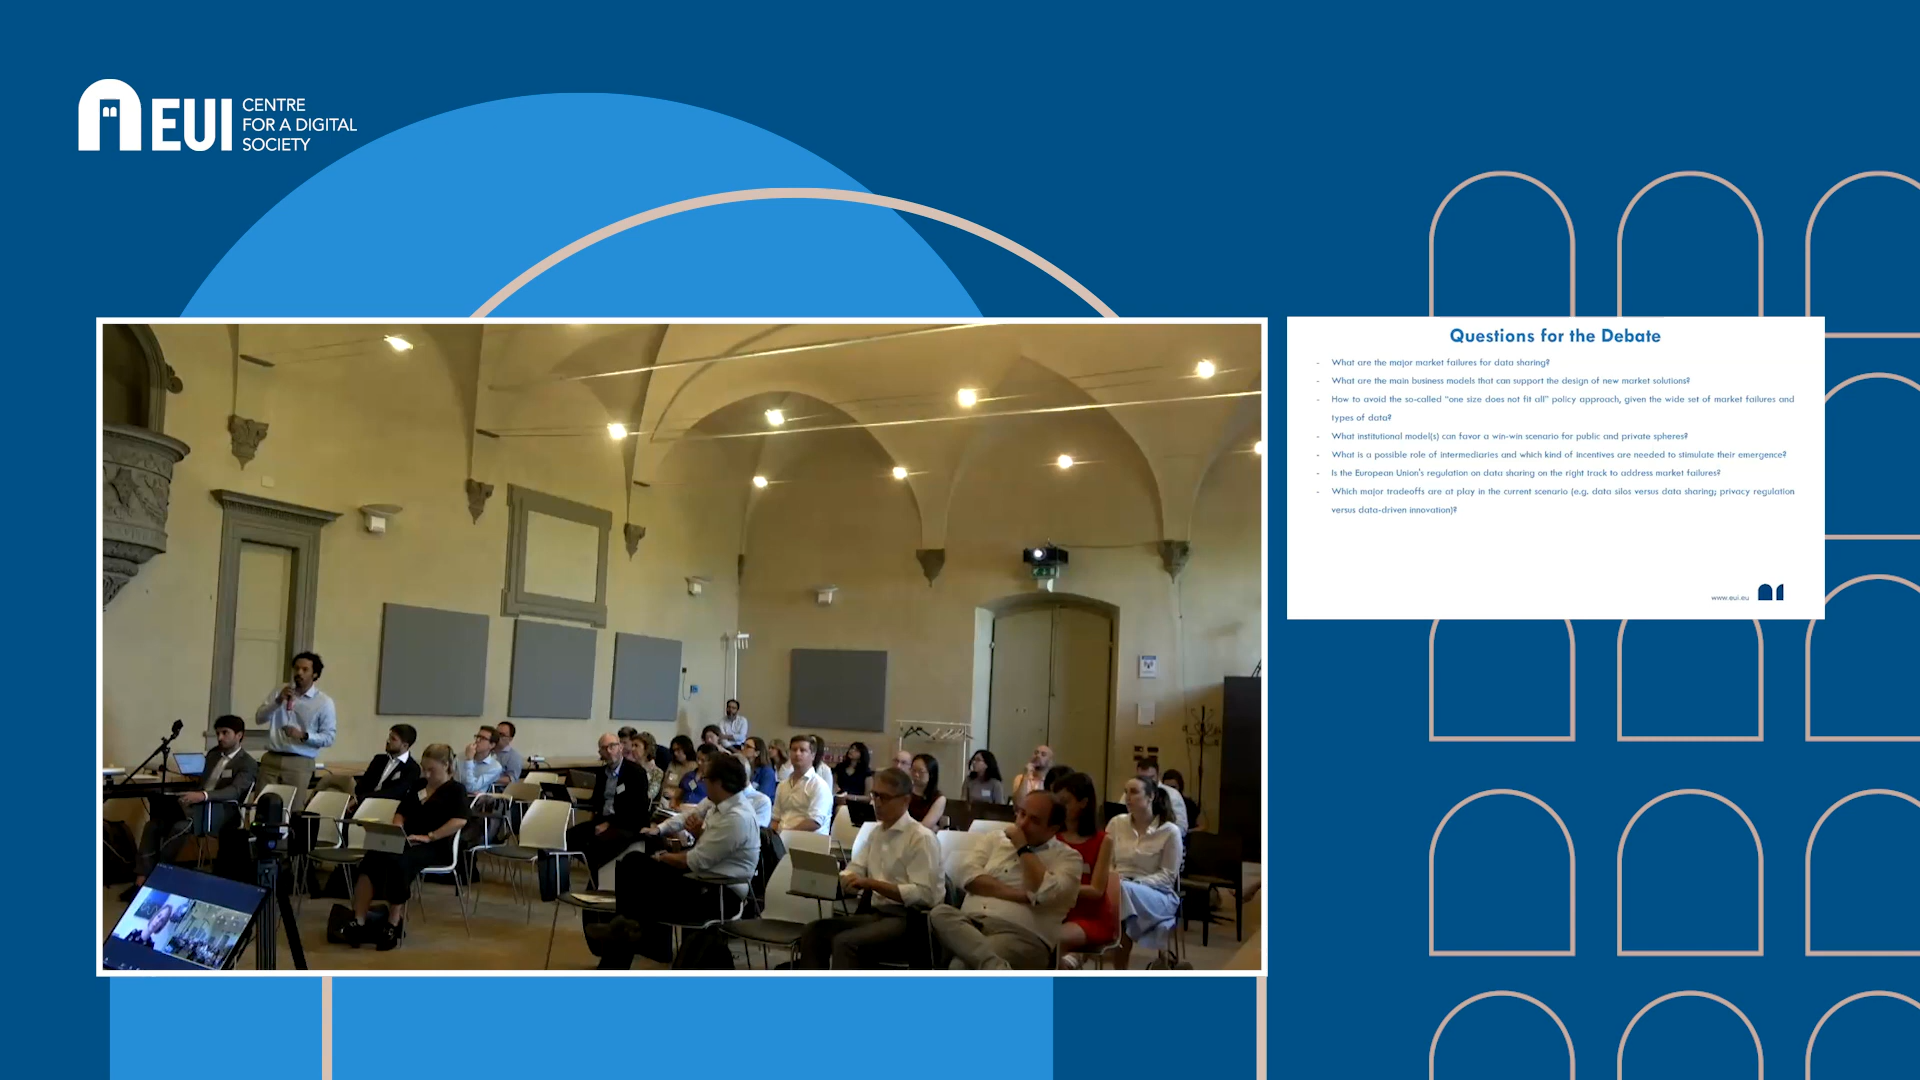 EUI
CENTRE
FOR A DIGITAL
SOCIETY
Questions for the Debate
- What are the major market failures for data sharing?
- What are the main business models that can support the design of new market solutions?
- How to avoid the so-called "one size does not fit all" policy approach, given the wide set of market failures and
types of data?
- What institutional model(s) can favor a win-win scenario for public and private spheres?
- What is a possible role of intermediaries and which kind of incentives are needed to stimulate their emergence?
- Is the European Union's regulation on data sharing on the right track to address market failures?
- Which major tradeoffs are at play in the current scenario (e.g. data silos versus data sharing; privacy regulation
versus data-driven innovation)?
www.eui.eu